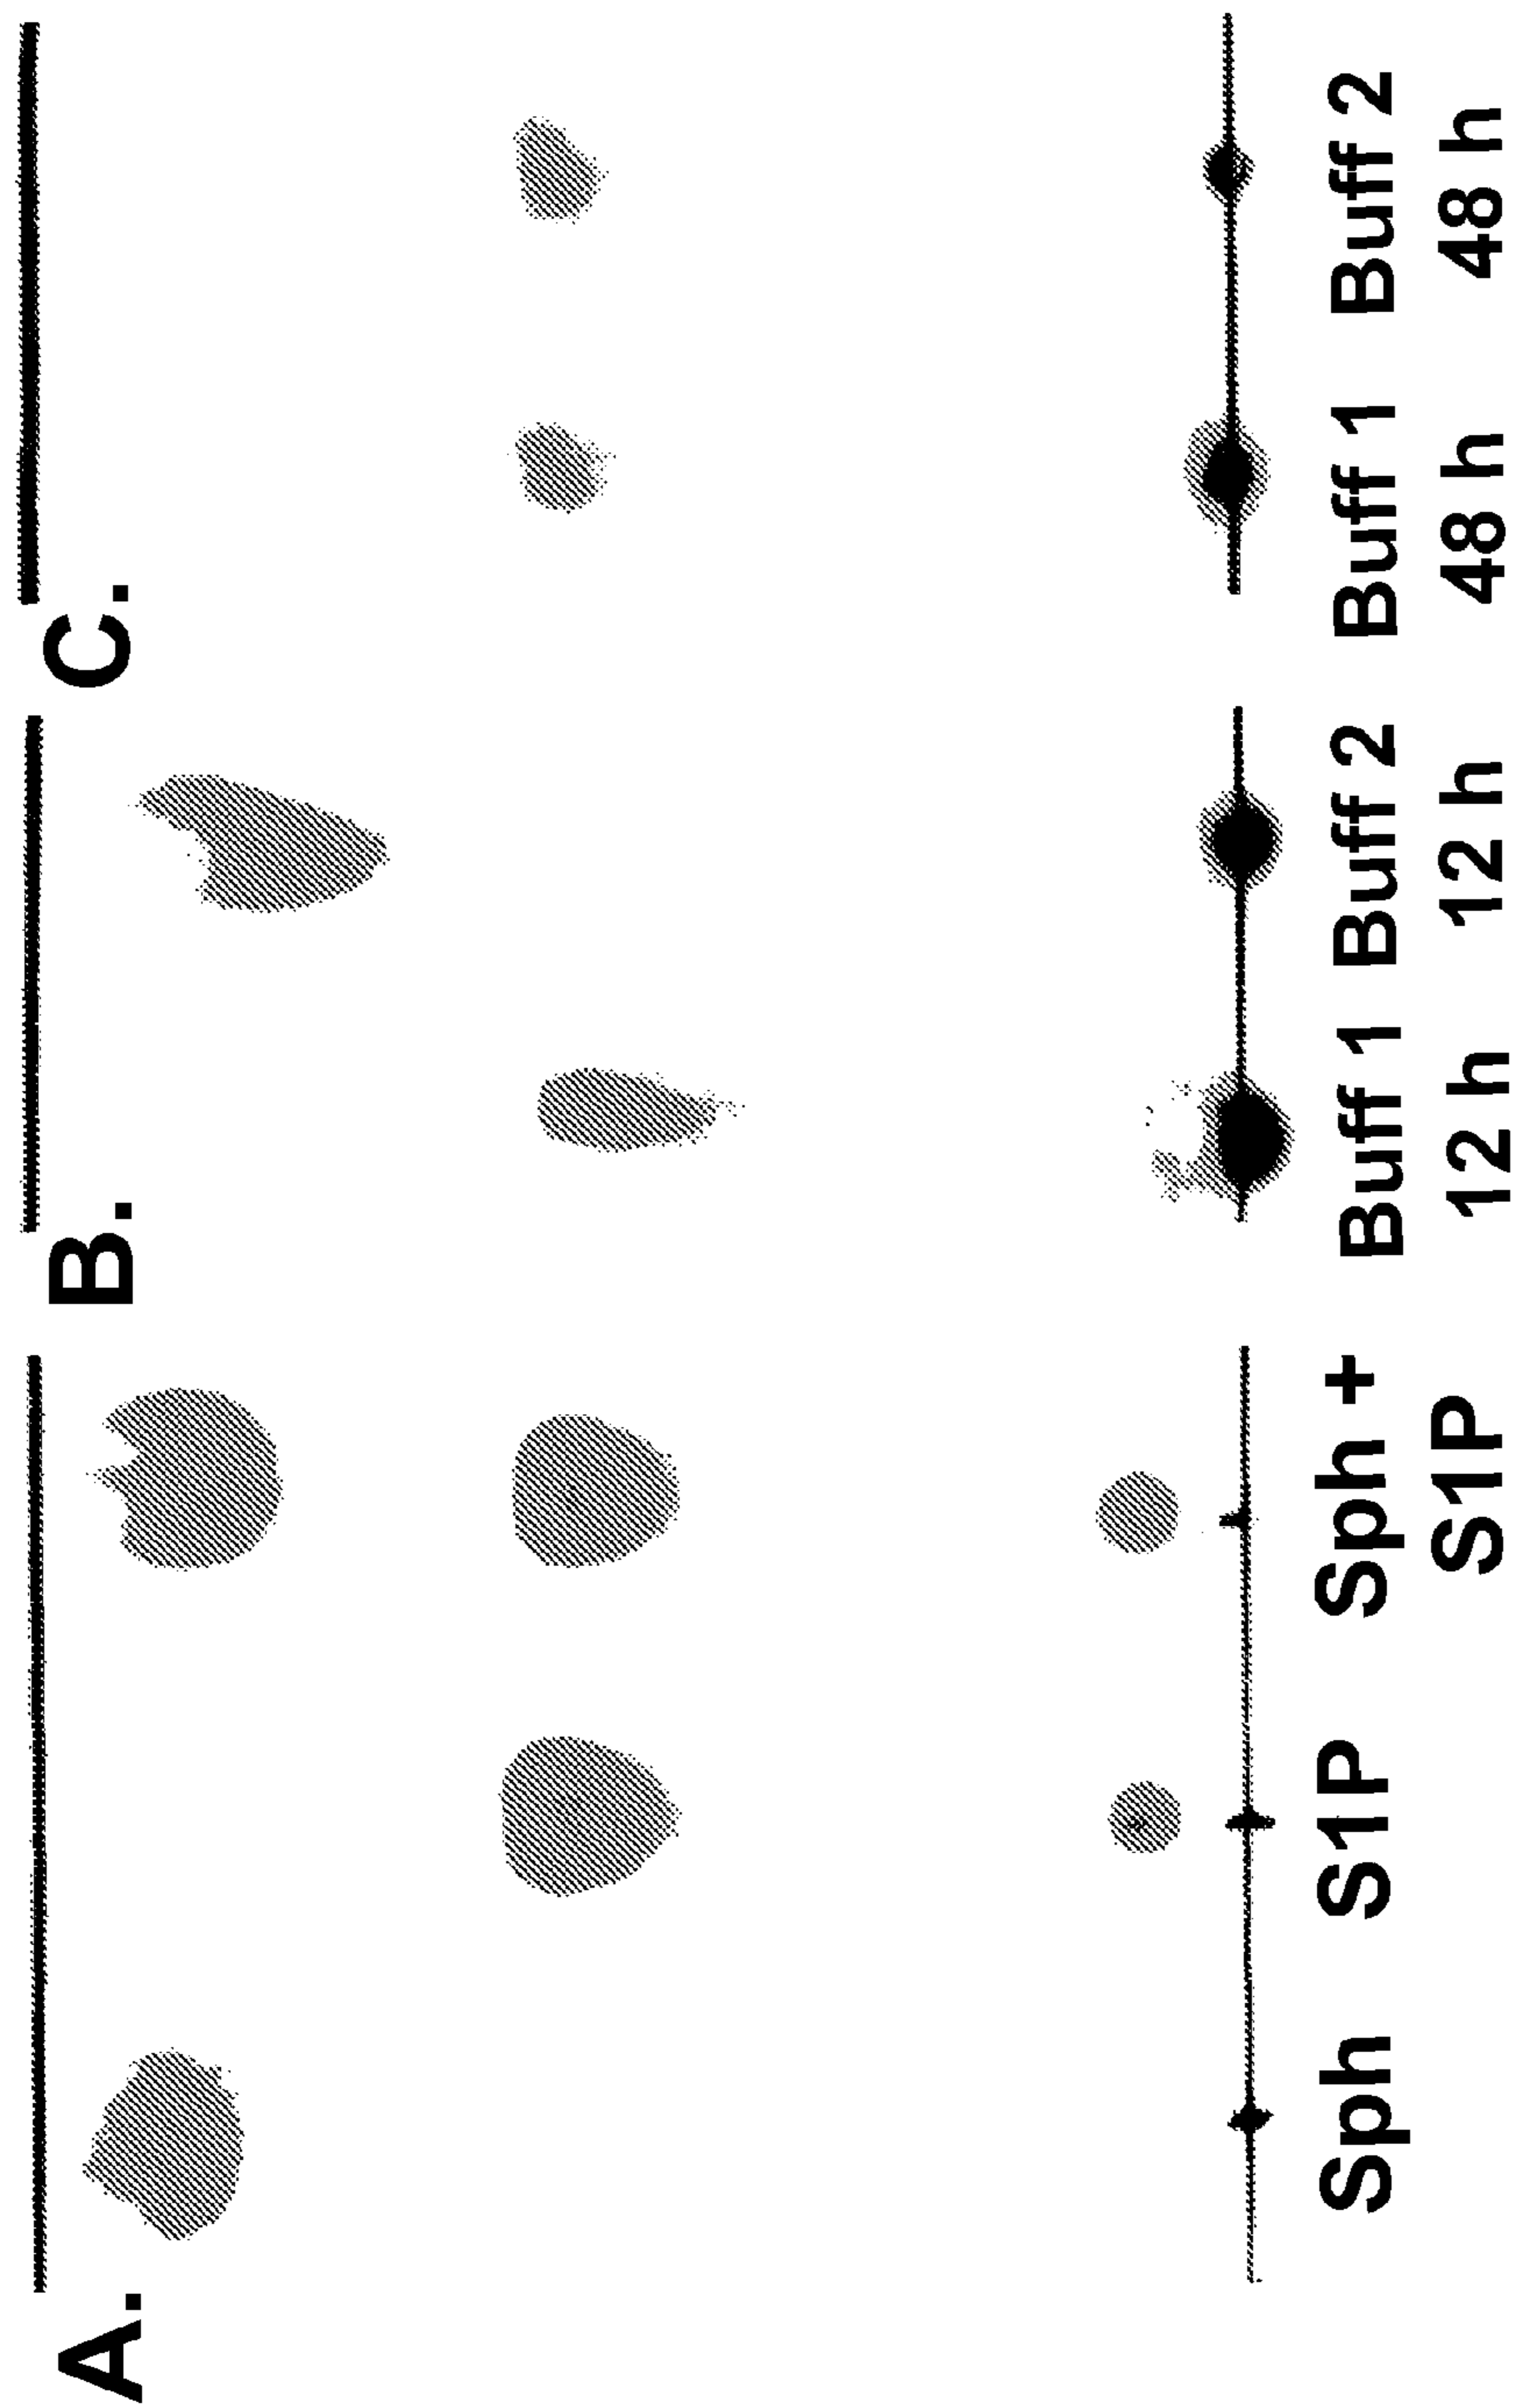 A.
B.
C.
Sph S1P Sph +
S1P
Buff 1 Buff 2
12 h 12 h
Buff 1 Buff 2
48 h 48 h